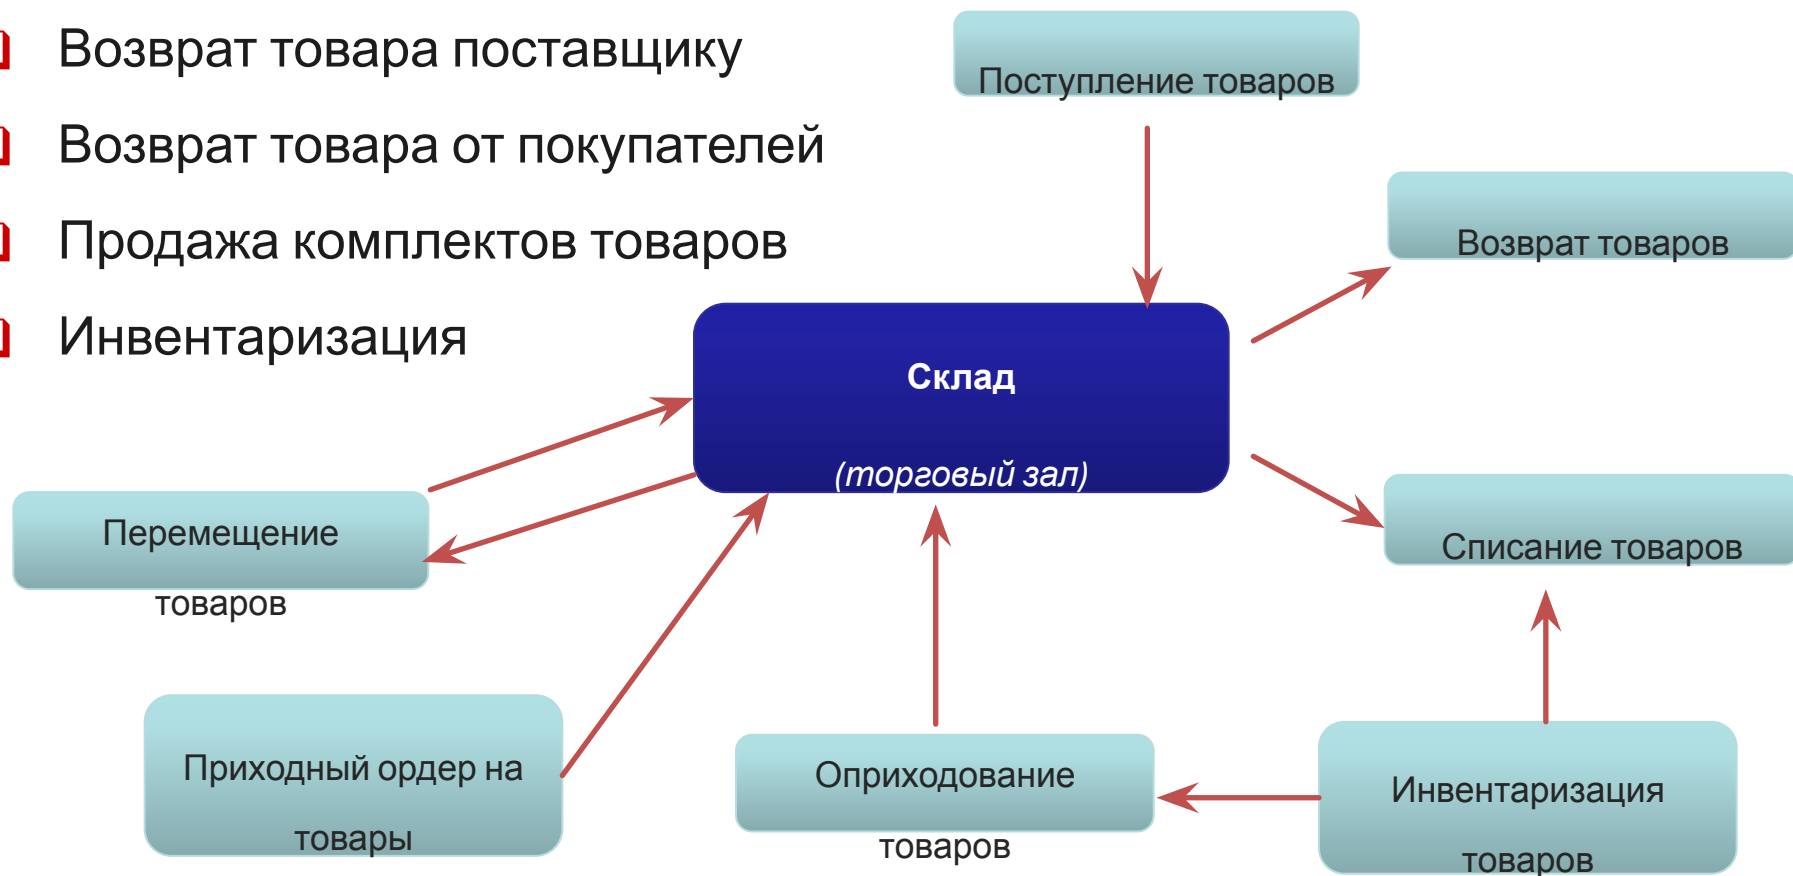 Возврат товара поставщику
Возврат товара от покупателей
Продажа комплектов товаров
Инвентаризация
Поступление товаров
Возврат товаров
Склад
(торговый зал)
Перемещение
товаров
Списание товаров
Приходный ордер на
товары
Оприходование
товаров
Инвентаризация
товаров